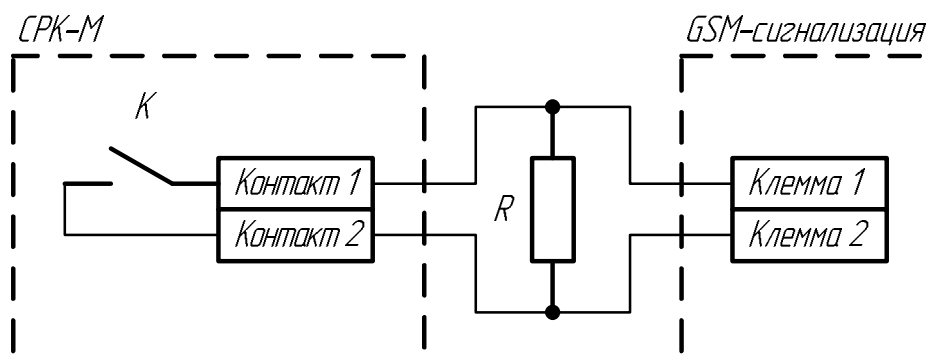 СРК-М
GSM-сигнализация
К
Контакт 1
Клемма 1
R
Контакт 2
Клемма 2